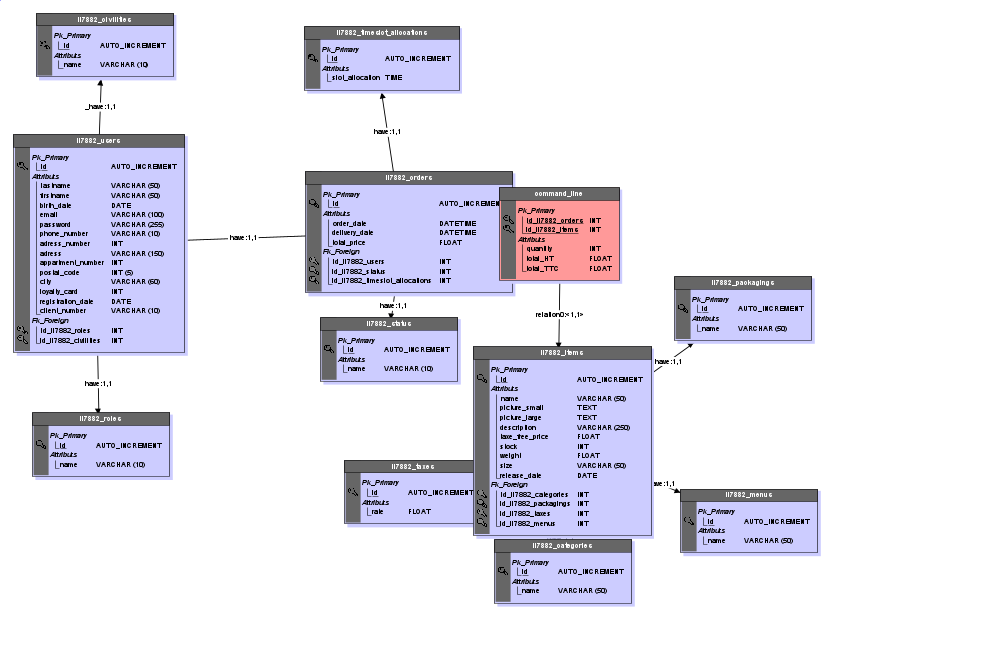 ll7882_civilities
Pk_Primary
id AUTO_INCREMENT
Attributs
name VARCHAR (10)
_have:1,1
ll7882_timeslot_allocations
Pk_Primary
id AUTO_INCREMENT
Attributs
slot_allocation TIME
have:1,1
ll7882_users
Pk_Primary
id AUTO_INCREMENT
Attributs
lastname VARCHAR (50)
firstname VARCHAR (50)
birth_date DATE
email VARCHAR (100)
password VARCHAR (255)
phone_number VARCHAR (10)
adress_number INT
adress VARCHAR (150)
appartment_number INT
postal_code INT (5)
city VARCHAR (50)
loyalty_card INT
registration_date DATE
client_number VARCHAR (10)
Fk_Foreign
id_ll7882_roles INT
id_ll7882_civilities INT
have:1,1
ll7882_orders
Pk_Primary
id AUTO_INCREMEN
Attributs
order_date DATETIME
delivery_date DATETIME
total_price FLOAT
Fk_Foreign
id_ll7882_users INT
id_ll7882_status INT
id_ll7882_timeslot_allocations INT
command_line
Pk_Primary
id_ll7882_orders INT
id_ll7882_items INT
Attributs
quantity INT
total_HT FLOAT
total_TTC FLOAT
have:1,1
relation0:<1,1>
ll7882_status
Pk_Primary
id AUTO_INCREMENT
Attributs
name VARCHAR (10)
ll7882_packagings
Pk_Primary
id AUTO_INCREMENT
Attributs
name VARCHAR (50)
have:1,1
ll7882_items
Pk_Primary
id AUTO_INCREMENT
Attributs
name VARCHAR (50)
picture_small TEXT
picture_large TEXT
description VARCHAR (250)
taxe_free_price FLOAT
stock INT
weight FLOAT
size VARCHAR (50)
release_date DATE
Fk_Foreign
id_ll7882_categories INT
id_ll7882_packagings INT
id_ll7882_taxes INT
id_ll7882_menus INT
have:1,1
ll7882_roles
Pk_Primary
id AUTO_INCREMENT
Attributs
name VARCHAR (10)
ll7882_taxes
Pk_Primary
id AUTO_INCREMENT
Attributs
rate FLOAT
ve:1,1
ll7882_menus
Pk_Primary
id AUTO_INCREMENT
Attributs
name VARCHAR (50)
ll7882_categories
Pk_Primary
id AUTO_INCREMENT
Attributs
name VARCHAR (50)